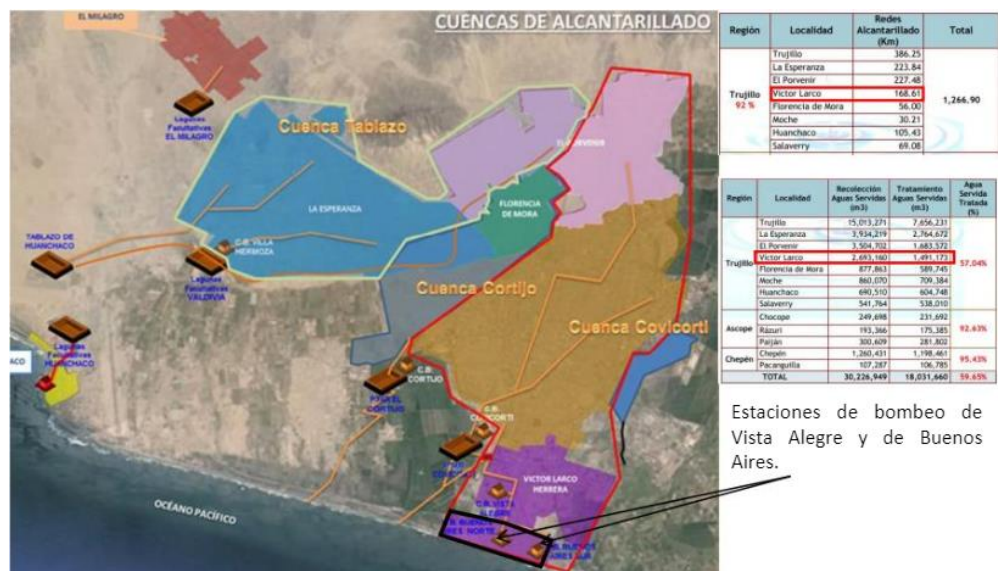 EL MILAGRO
CUENCAS DE ALCANTARILLADO
Lagunas
Facultativas
EL MILAGRO
Cuenca Tablazo
LA ESPERANZA
FLORENCIA
DE MORA
TABLAZO DE
HUANCHACO
C.B. VILLA
HERMOZA
Lagunas
Facultativas
VALDIVIA
Cuenca Cortijo
Cuenca Covicorti
Lagunas
Facultativas
HUANCHACO
C.B.
CORTIJO
C.B.
VICTOR LARCO
HERRERA
C.B. VISTA
ALEGRE
OCÉANO PACÍFICO
Región Localidad Redes Alcantarillado (Km) Total
Trujillo 386.25
La Esperanza 223.84
El Porvenir 227.48
Trujillo 92 % Victor Larco 168.61 1,266.90
Florencia de Mora 56.00
Moche 30.21
Huanchaco 105.43
Salaverry 69.08
Región Localidad Recolección Aguas Servidas (m3) Tratamiento Aguas Servidas (m3) Agua Servida Tratada (%)
Trujillo 15,013,271 7,656,231
La Esperanza 3,934,219 2,764,672
El Porvenir 3,504,702 1,683,572
Trujillo Victor Larco 2,693,160 1,491,173 57.04%
Florencia de Mora 877,863 589,745
Moche 860,070 709,384
Huanchaco 690,510 604,748
Salaverry 541,764 538,010
Chocope 249,698 231,692
Ascope Rázuri 193,366 175,385 92.63%
Paiján 300,609 281,802
Chepén Chepén 1,260,431 1,198,461 95.43%
Pacanguilla 107,287 106,785
TOTAL 30,226,949 18,031,660 59.65%
Estaciones de bombeo de
Vista Alegre y de Buenos
Aires.